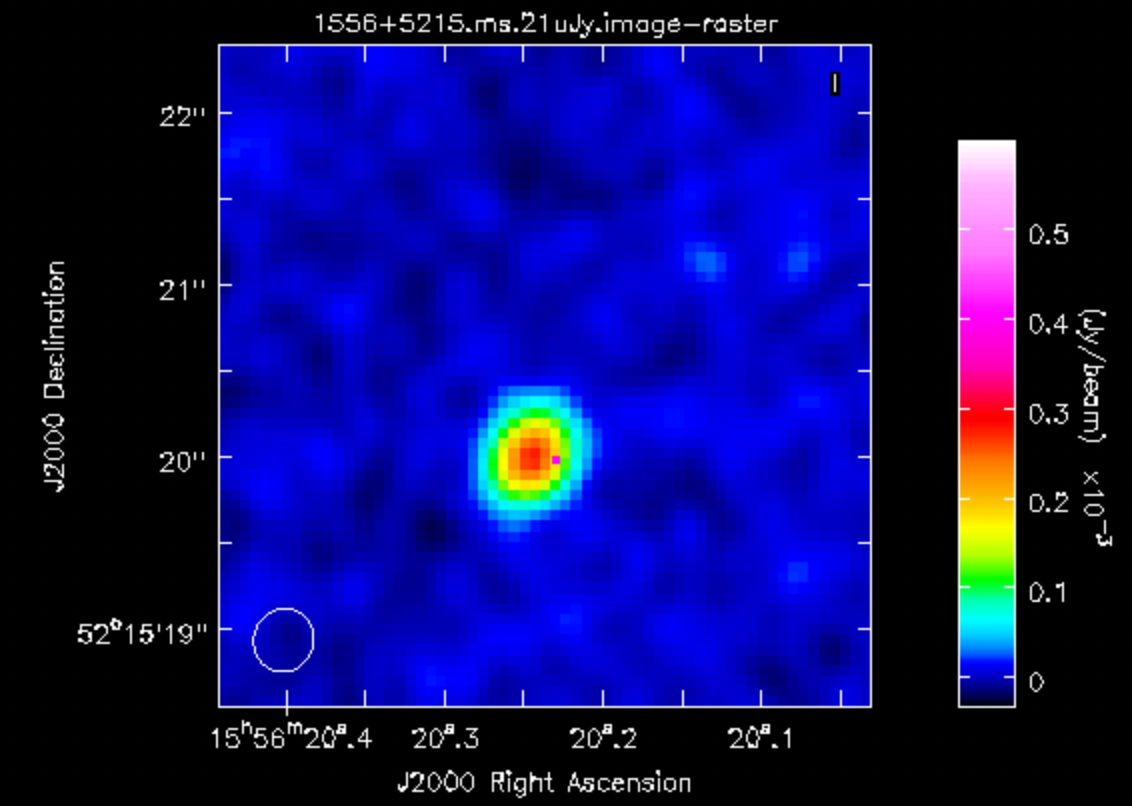 1556+5215.ms.21uJy.image-raster
I
22"
21"
20"
52°15'19"
J2000 Declination
15ʰ56ᵐ20ˢ.4 20ˢ.3 20ˢ.2 20ˢ.1
J2000 Right Ascension
0.5
0.4
0.3
0.2
0.1
0
(Jy/beam) ×10⁻³